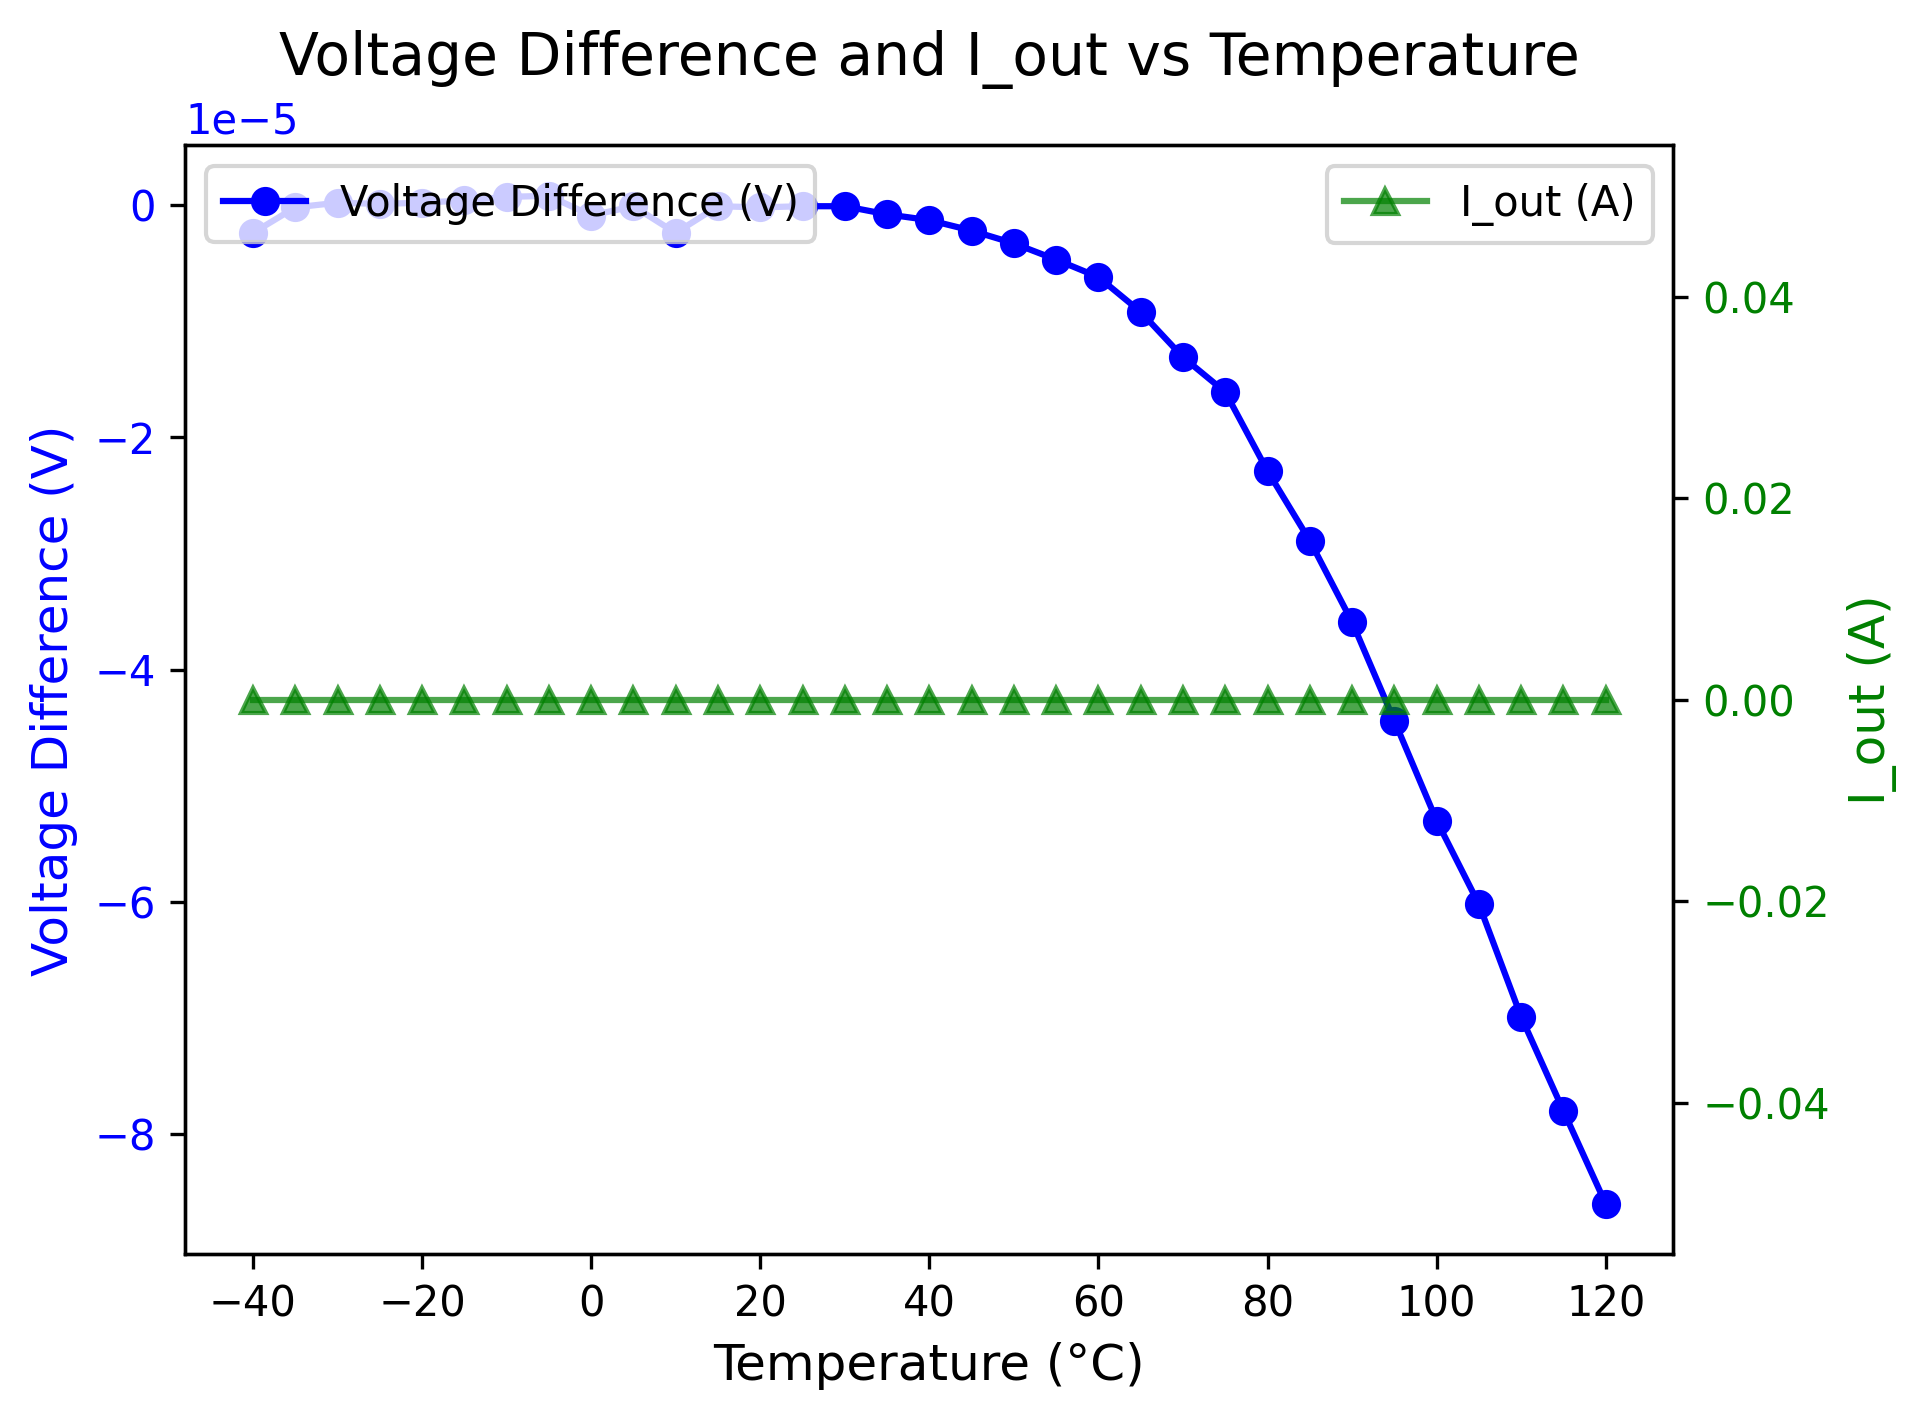 Voltage Difference and I_out vs Temperature
1e−5
Voltage Difference (V)
I_out (A)
0
−2
−4
−6
−8
Voltage Difference (V)
0.04
0.02
0.00
−0.02
−0.04
I_out (A)
−40 −20 0 20 40 60 80 100 120
Temperature (°C)